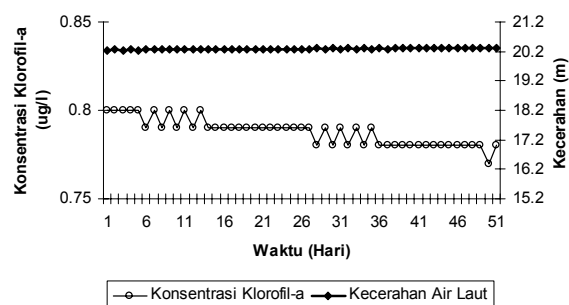 Konsentrasi Klorofil-a
(ug/l)
0.85
0.8
0.75
21.2
20.2
19.2
18.2
17.2
16.2
15.2
Kecerahan (m)
1 6 11 16 21 26 31 36 41 46 51
Waktu (Hari)
Konsentrasi Klorofil-a Kecerahan Air Laut